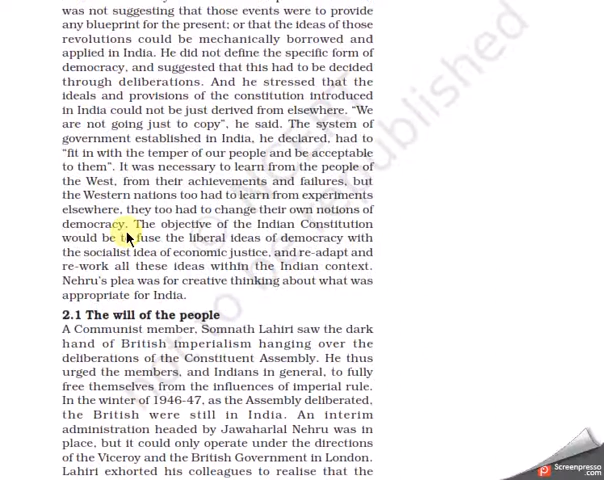 was not suggesting that those events were to provide
any blueprint for the present; or that the ideas of those
revolutions could be mechanically borrowed and
applied in India. He did not define the specific form of
democracy, and suggested that this had to be decided
through deliberations. And he stressed that the
ideals and provisions of the constitution introduced
in India could not be just derived from elsewhere. “We
are not going just to copy”, he said. The system of
government established in India, he declared, had to
“fit in with the temper of our people and be acceptable
to them”. It was necessary to learn from the people of
the West, from their achievements and failures, but
the Western nations too had to learn from experiments
elsewhere, they too had to change their own notions of
democracy. The objective of the Indian Constitution
would be to fuse the liberal ideas of democracy with
the socialist idea of economic justice, and re-adapt and
re-work all these ideas within the Indian context.
Nehru's plea was for creative thinking about what was
appropriate for India.
2.1 The will of the people
A Communist member, Somnath Lahiri saw the dark
hand of British imperialism hanging over the
deliberations of the Constituent Assembly. He thus
urged the members, and Indians in general, to fully
free themselves from the influences of imperial rule.
In the winter of 1946-47, as the Assembly deliberated,
the British were still in India. An interim
administration headed by Jawaharlal Nehru was in
place, but it could only operate under the directions
of the Viceroy and the British Government in London.
Lahiri exhorted his colleagues to realise that the
not to be republished
Screenpresso